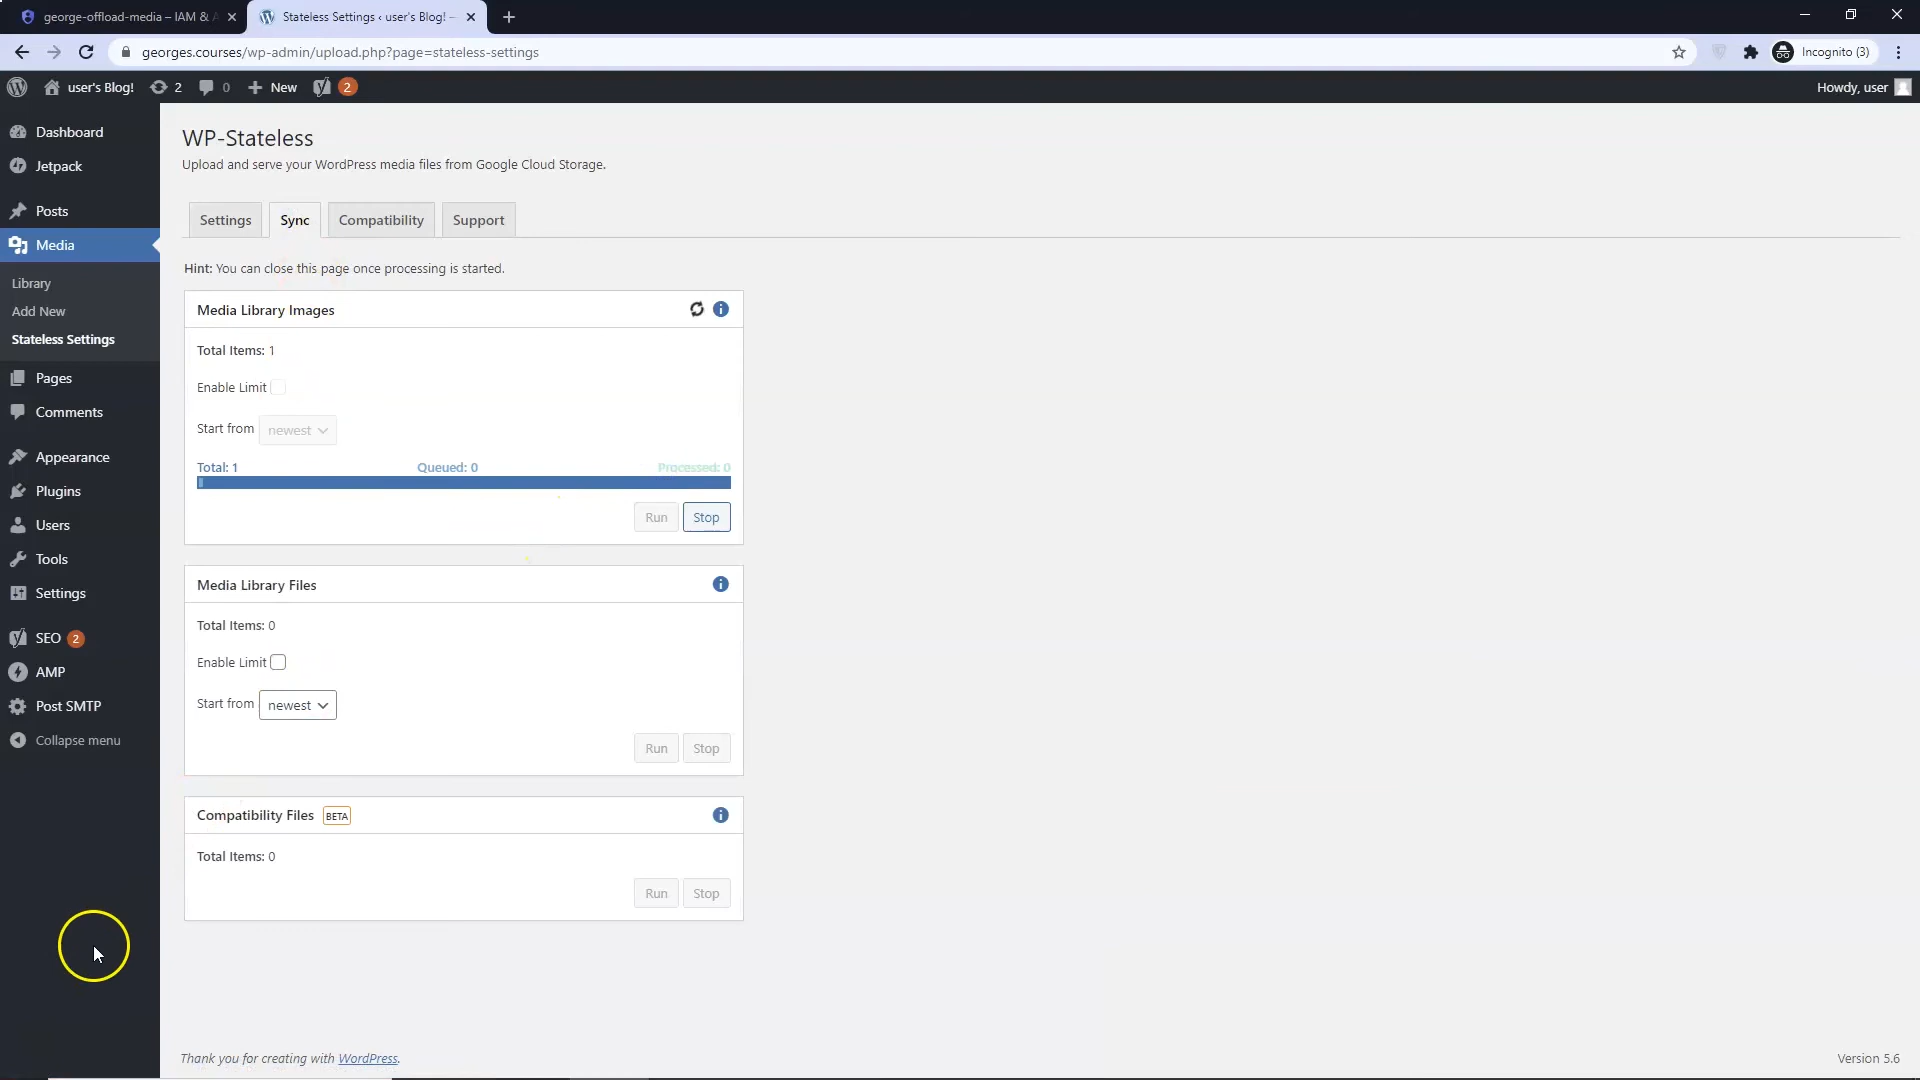 george-offload-media – IAM & A
Stateless Settings ‹ user's Blog! –
georges.courses/wp-admin/upload.php?page=stateless-settings
Incognito (3)
user's Blog!
2
0
New
2
Howdy, user
Dashboard
Jetpack
Posts
Media
Library
Add New
Stateless Settings
Pages
Comments
Appearance
Plugins
Users
Tools
Settings
SEO 2
AMP
Post SMTP
Collapse menu
WP-Stateless
Upload and serve your WordPress media files from Google Cloud Storage.
Settings
Sync
Compatibility
Support
Hint: You can close this page once processing is started.
Media Library Images
Total Items: 1
Enable Limit
Start from newest
Total: 1 Queued: 0 Processed: 0
Run Stop
Media Library Files
Total Items: 0
Enable Limit
Start from newest
Run Stop
Compatibility Files BETA
Total Items: 0
Run Stop
Thank you for creating with WordPress.
Version 5.6